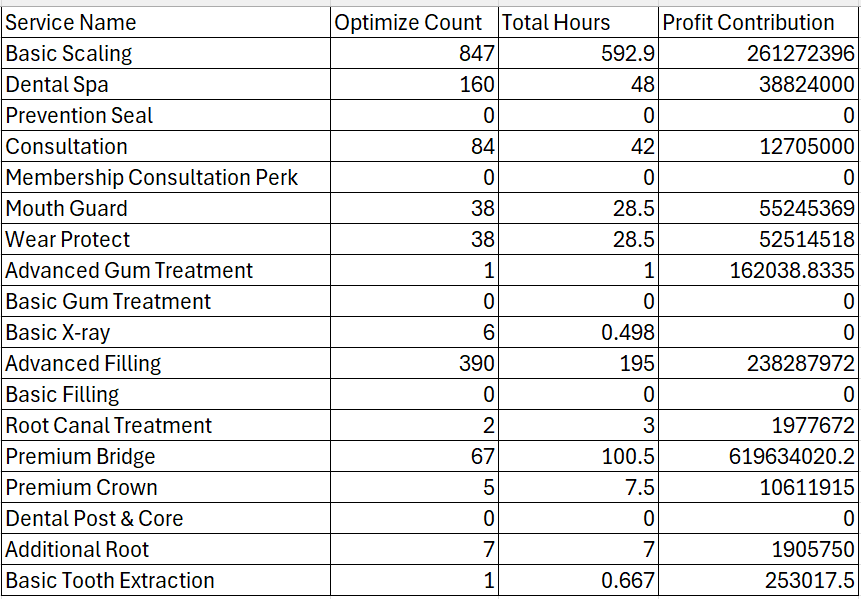 Service Name Optimize Count Total Hours Profit Contribution
Basic Scaling 847 592.9 261272396
Dental Spa 160 48 38824000
Prevention Seal 0 0 0
Consultation 84 42 12705000
Membership Consultation Perk 0 0 0
Mouth Guard 38 28.5 55245369
Wear Protect 38 28.5 52514518
Advanced Gum Treatment 1 1 162038.8335
Basic Gum Treatment 0 0 0
Basic X-ray 6 0.498 0
Advanced Filling 390 195 238287972
Basic Filling 0 0 0
Root Canal Treatment 2 3 1977672
Premium Bridge 67 100.5 619634020.2
Premium Crown 5 7.5 10611915
Dental Post & Core 0 0 0
Additional Root 7 7 1905750
Basic Tooth Extraction 1 0.667 253017.5